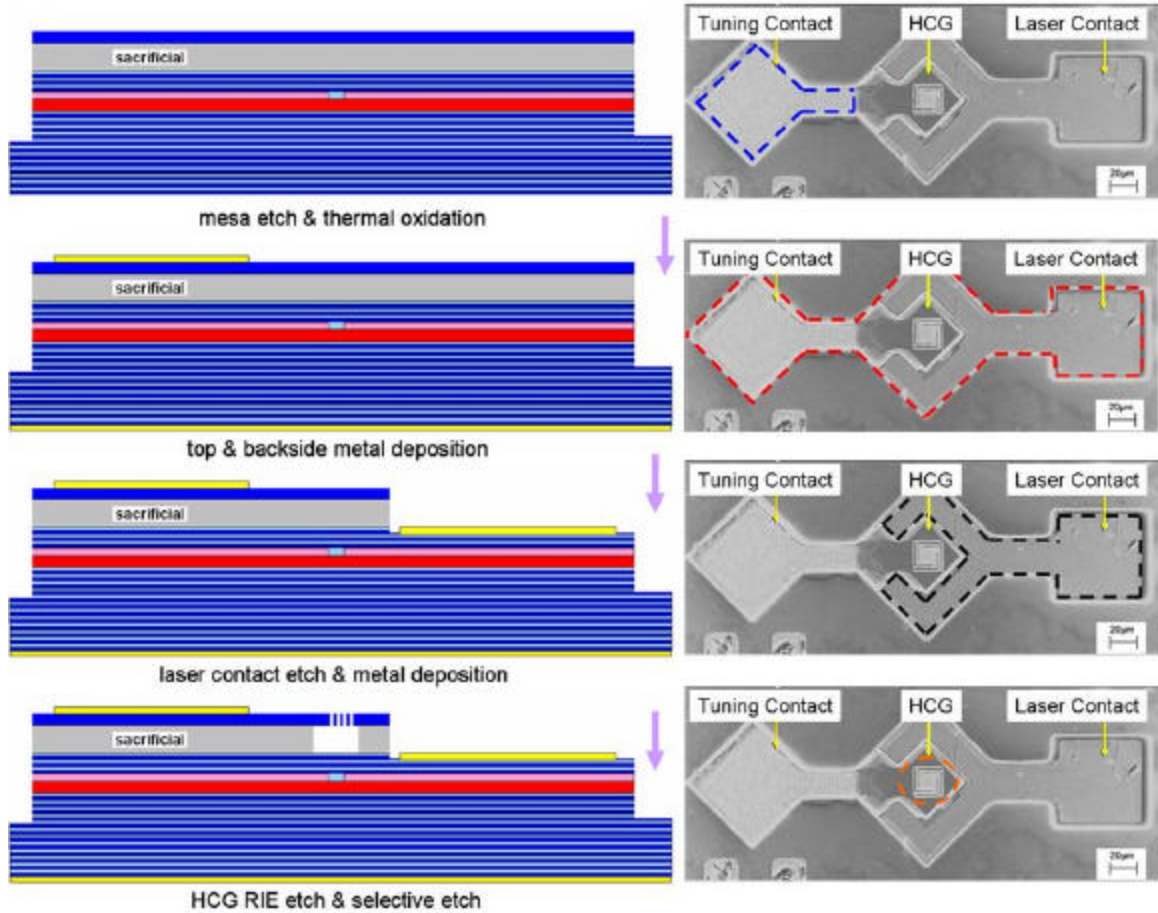 Tuning Contact HCG Laser Contact
sacrificial
20µm
mesa etch & thermal oxidation
Tuning Contact HCG Laser Contact
sacrificial
20µm
top & backside metal deposition
Tuning Contact HCG Laser Contact
sacrificial
20µm
laser contact etch & metal deposition
Tuning Contact HCG Laser Contact
sacrificial
20µm
HCG RIE etch & selective etch